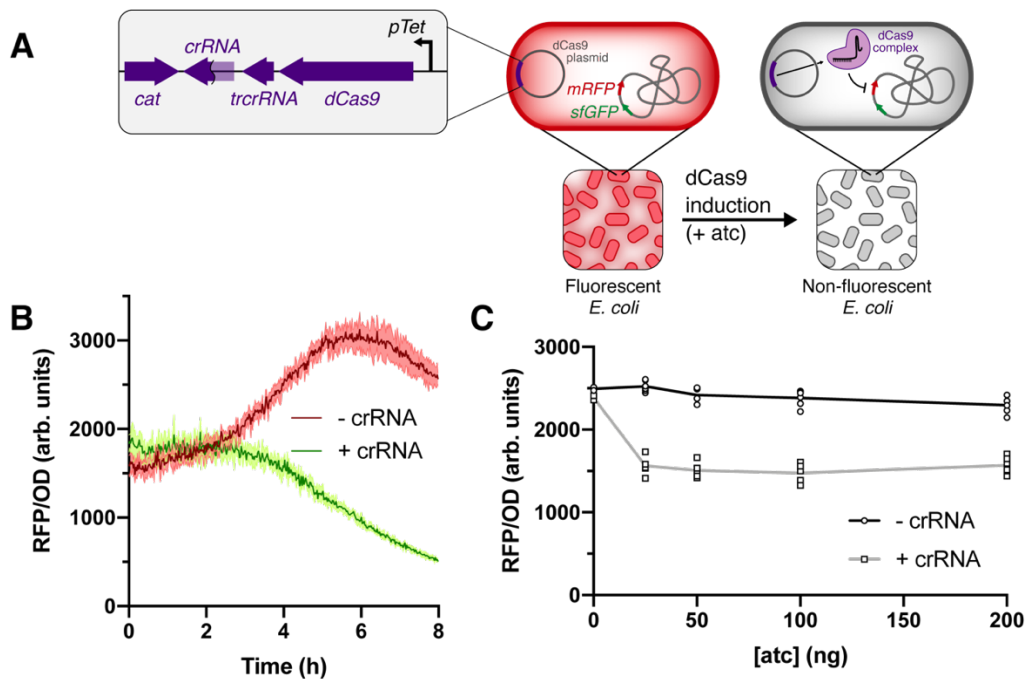 A
pTet
crRNA
cat
trcrRNA
dCas9
dCas9
plasmid
mRFP
sfGFP
dCas9
complex
dCas9
induction
(+ atc)
Fluorescent
E. coli
Non-fluorescent
E. coli
B
RFP/OD (arb. units)
3000
2000
1000
0
- crRNA
+ crRNA
0
2
4
6
8
Time (h)
C
RFP/OD (arb. units)
3000
2000
1000
0
- crRNA
+ crRNA
0
50
100
150
200
[atc] (ng)